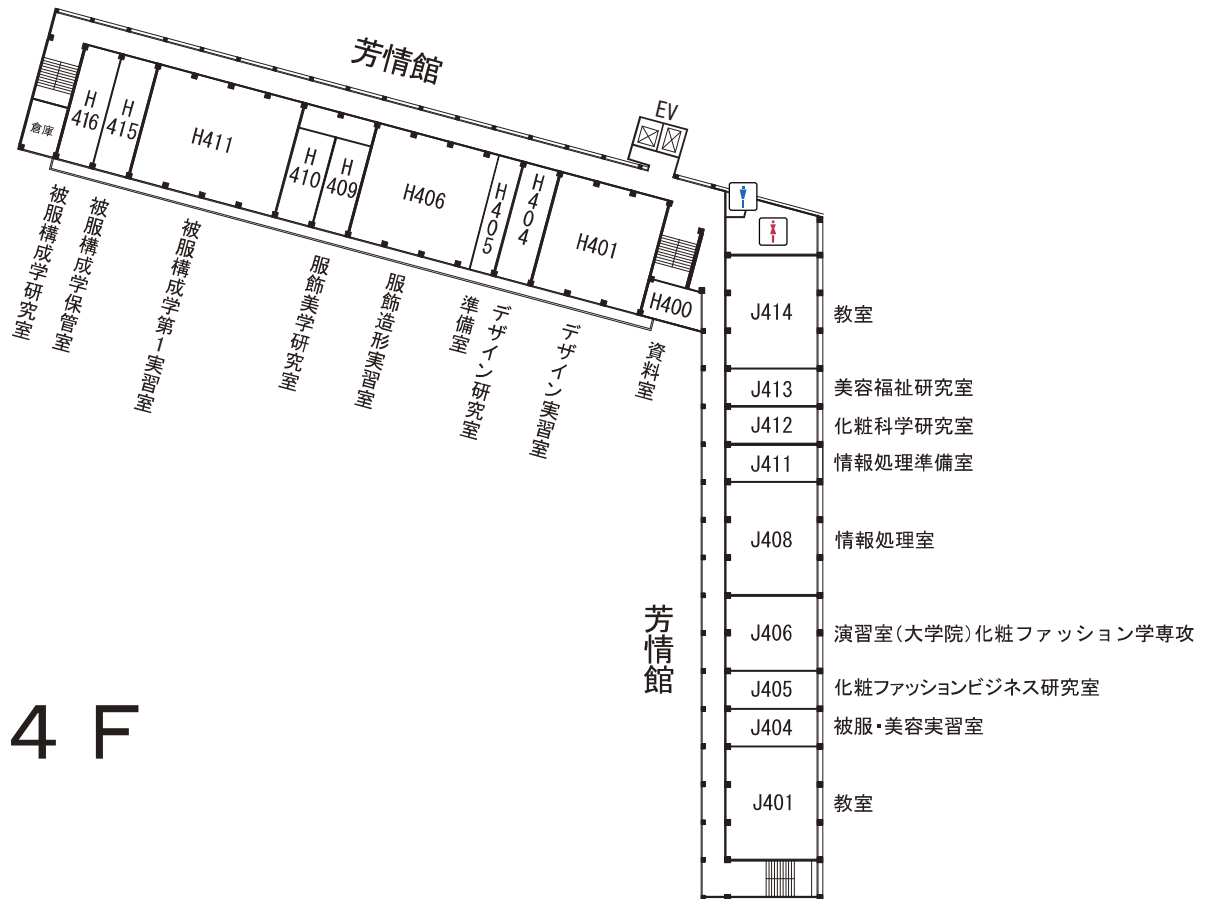 芳情館
EV
倉庫
H416
H415
H411
H410
H409
H406
H405
H404
H401
H400
被服構成学研究室
被服構成学保管室
被服構成学第1実習室
服飾美学研究室
服飾造形実習室
準備室
デザイン研究室
デザイン実習室
資料室
J414 教室
J413 美容福祉研究室
J412 化粧科学研究室
J411 情報処理準備室
J408 情報処理室
J406 演習室(大学院)化粧ファッション学専攻
J405 化粧ファッションビジネス研究室
J404 被服・美容実習室
J401 教室
芳情館
4F